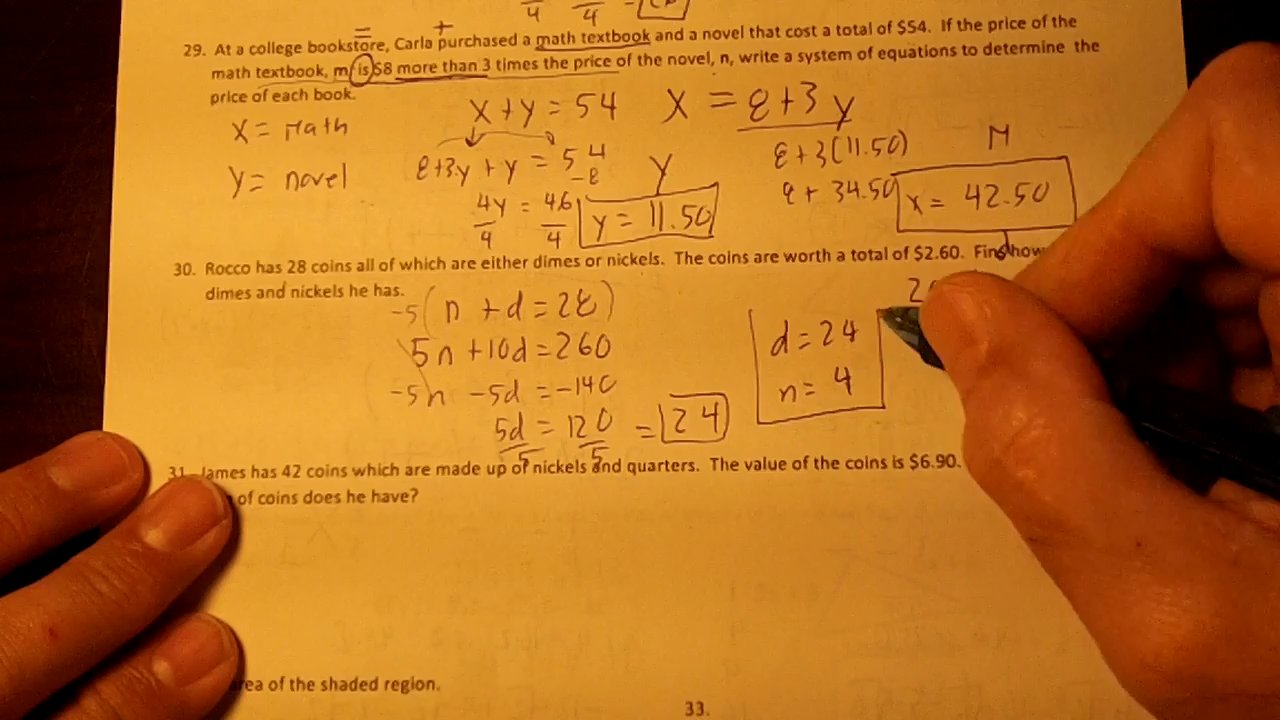 4 4
29. At a college bookstore, Carla purchased a math textbook and a novel that cost a total of $54. If the price of the
math textbook, m, is $8 more than 3 times the price of the novel, n, write a system of equations to determine the
price of each book.
x + y = 54 x = 8+3y
x = Math
8+3y + y = 54
-8
y = novel
4y = 46
4 4
y
y = 11.50
8 + 3(11.50)
8 + 34.50
M
x = 42.50
30. Rocco has 28 coins all of which are either dimes or nickels. The coins are worth a total of $2.60. Find how
dimes and nickels he has.
-5(n + d = 28)
5n + 10d = 260
-5n -5d = -140
5d = 120 = 24
5 5
d = 24
n = 4
31. James has 42 coins which are made up of nickels and quarters. The value of the coins is $6.90.
of coins does he have?
area of the shaded region.
33.